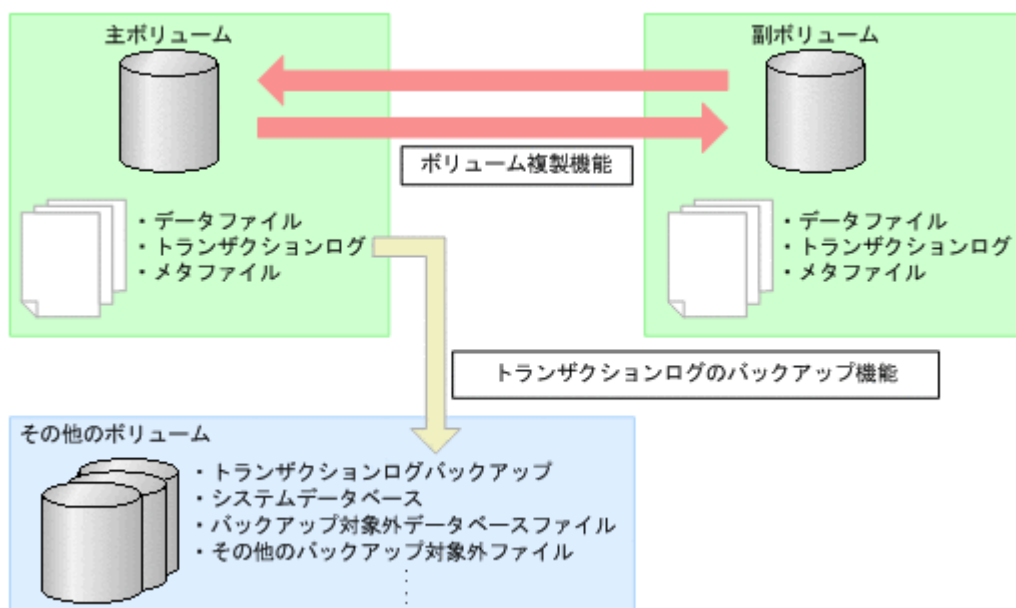 主ボリューム
副ボリューム
ボリューム複製機能
・データファイル
・トランザクションログ
・メタファイル
・データファイル
・トランザクションログ
・メタファイル
トランザクションログのバックアップ機能
その他のボリューム
・トランザクションログバックアップ
・システムデータベース
・バックアップ対象外データベースファイル
・その他のバックアップ対象外ファイル